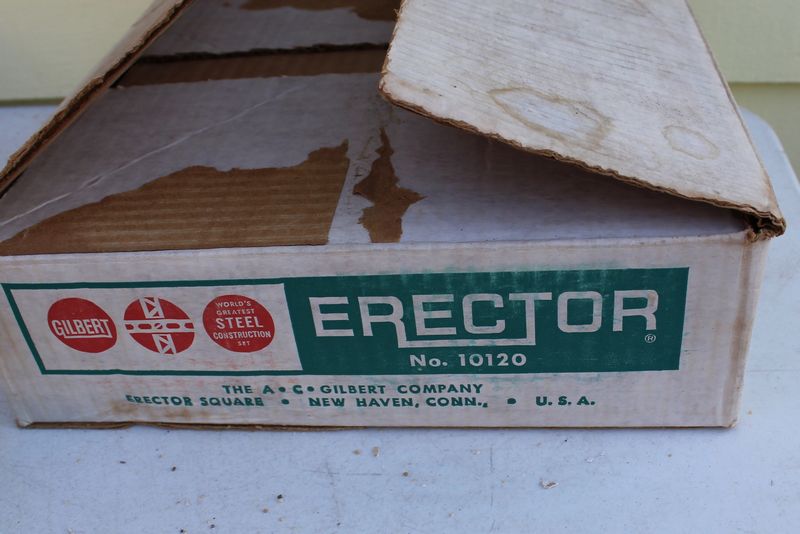 GILBERT
WORLD'S
GREATEST
STEEL
CONSTRUCTION
SET
ERECTOR ®
No. 10120
THE A•C•GILBERT COMPANY
ERECTOR SQUARE • NEW HAVEN, CONN., • U.S.A.